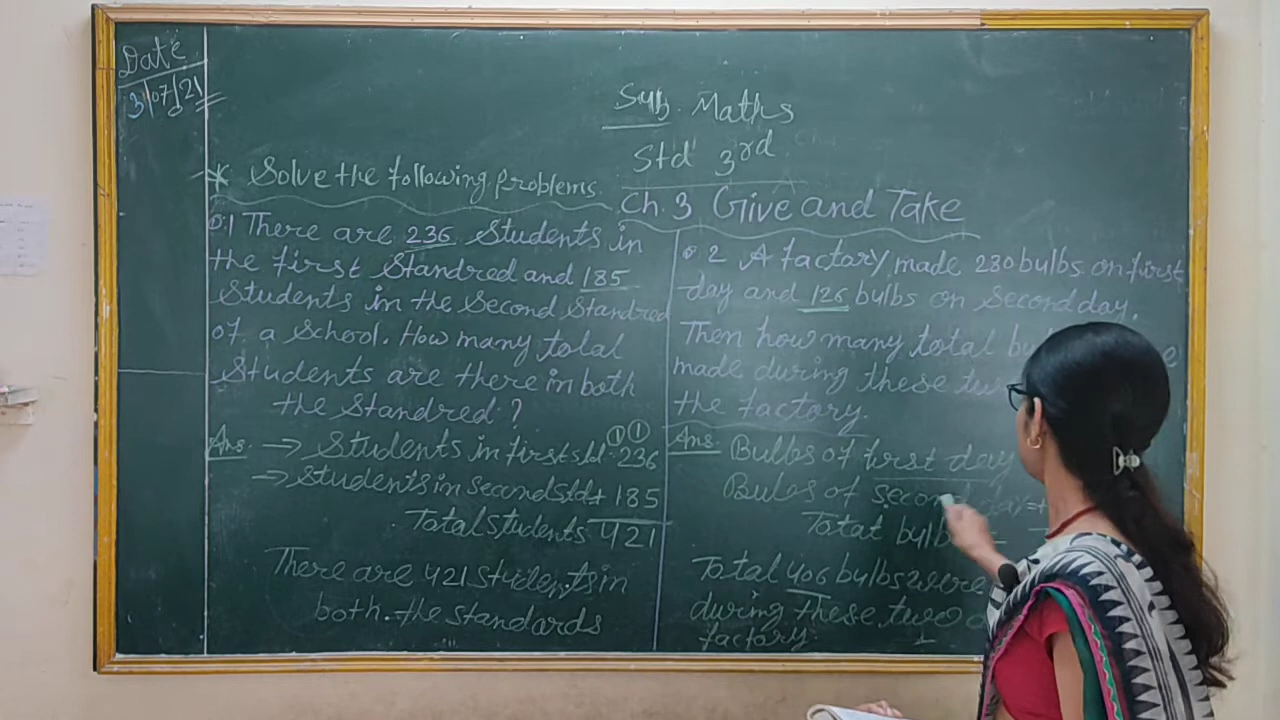 Date
3/07/21
Sub. Maths
Std 3rd
Ch. 3 Give and Take
* Solve the following problems
Q.1 There are 236 Students in
the first Standred and 185
Students in the Second Standred
of a School. How many total
Students are there in both
the Standred ?
Ans. → Students in first std. 236
→ Students in Second Std + 185
Total Students 421
There are 421 students in
both the standards
Q 2 A factory made 280 bulbs on first
day and 126 bulbs on Second day.
Then how many total
made during these
the factory.
Ans. Bulbs of first day
Bulbs of second day = +
Totat bulbs =
Total 406 bulbs were
during these two
factory.